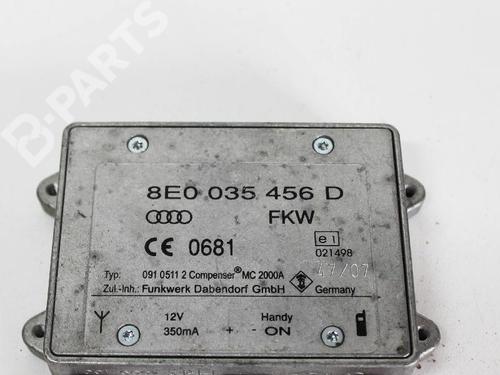 B-PARTS
8E0 035 456 D
FKW
CE 0681
e1
021498
47/07
Typ: 091 0511 2 Compenser® MC 2000A
Zul.-Inh.: Funkwerk Dabendorf GmbH Germany
12V Handy
350mA + - ON